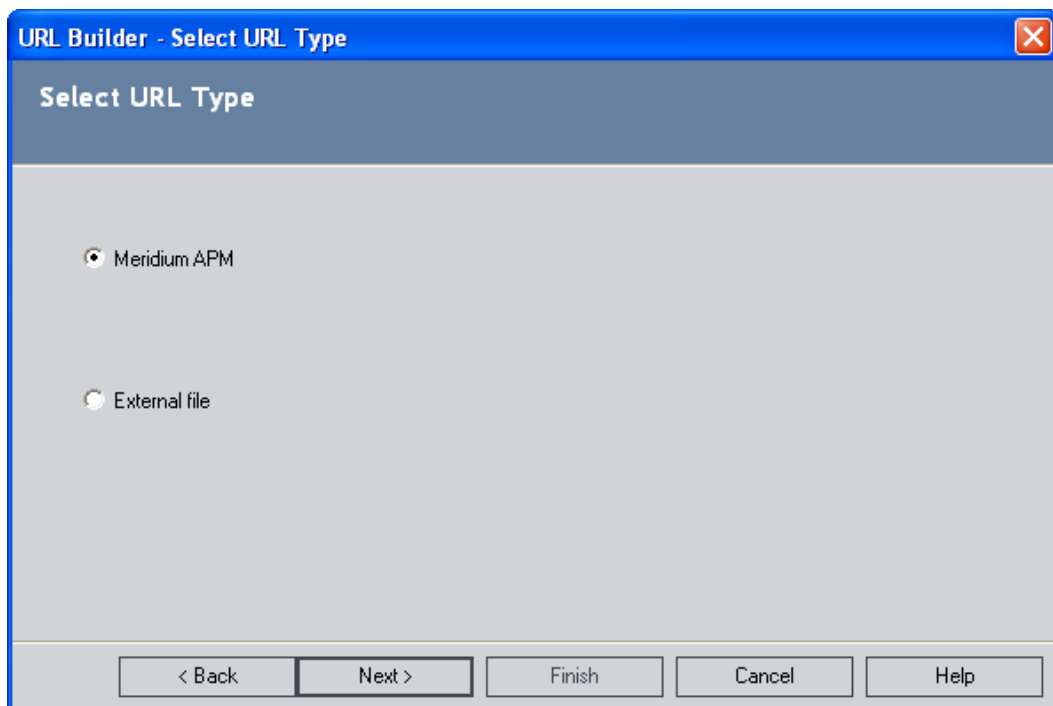 URL Builder - Select URL Type
Select URL Type
Meridium APM
External file
< Back Next > Finish Cancel Help